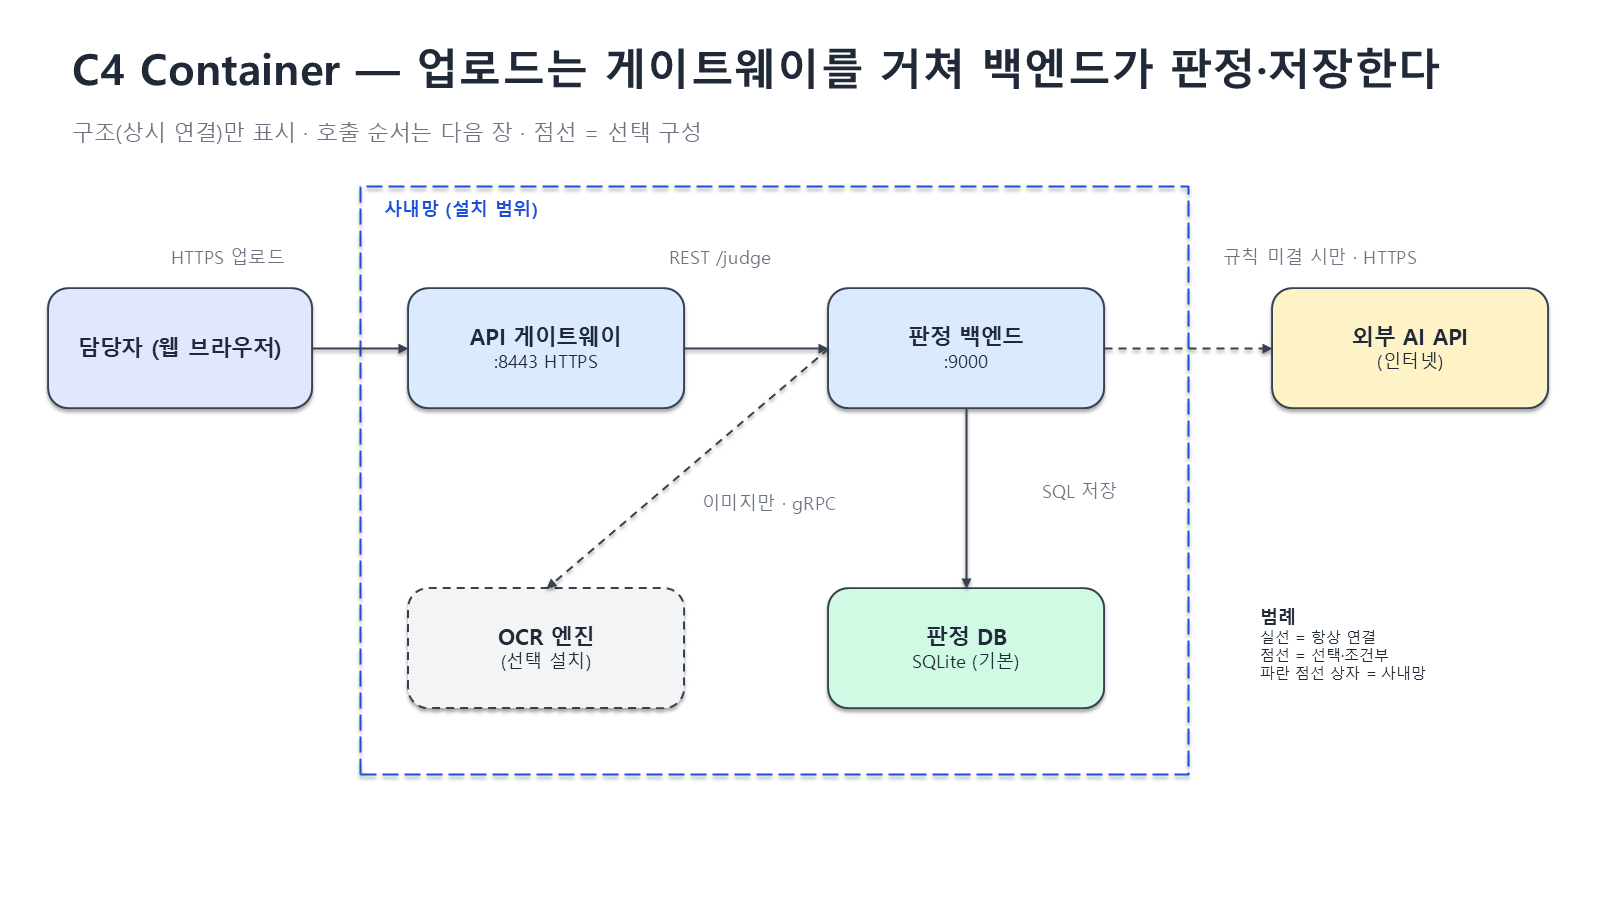 C4 Container — 업로드는 게이트웨이를 거쳐 백엔드가 판정·저장한다
구조(상시 연결)만 표시 · 호출 순서는 다음 장 · 점선 = 선택 구성
사내망 (설치 범위)
HTTPS 업로드
REST /judge
규칙 미결 시만 · HTTPS
담당자 (웹 브라우저)
API 게이트웨이
:8443 HTTPS
판정 백엔드
:9000
외부 AI API
(인터넷)
이미지만 · gRPC
SQL 저장
OCR 엔진
(선택 설치)
판정 DB
SQLite (기본)
범례
실선 = 항상 연결
점선 = 선택·조건부
파란 점선 상자 = 사내망